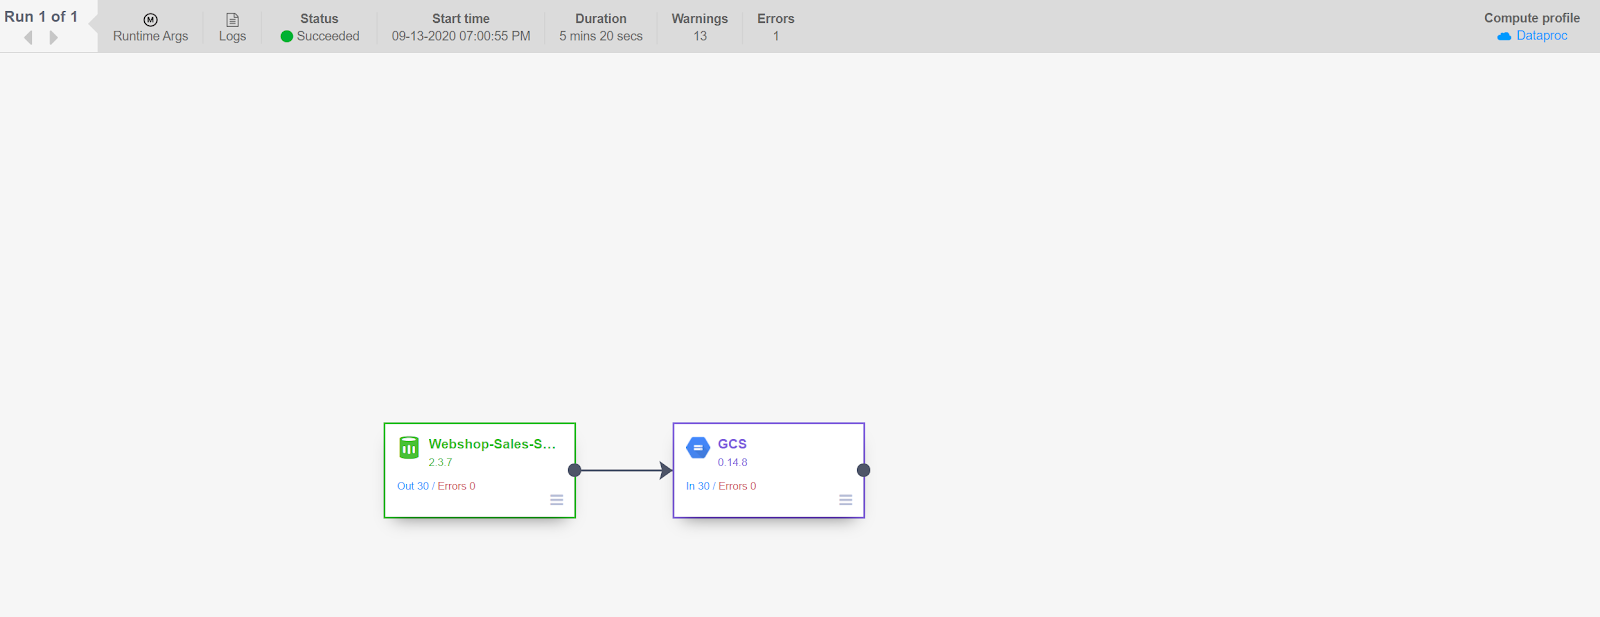 Run 1 of 1
Runtime Args
Logs
Status
Succeeded
Start time
09-13-2020 07:00:55 PM
Duration
5 mins 20 secs
Warnings
13
Errors
1
Compute profile
Dataproc
Webshop-Sales-S...
2.3.7
Out 30 / Errors 0
GCS
0.14.8
In 30 / Errors 0